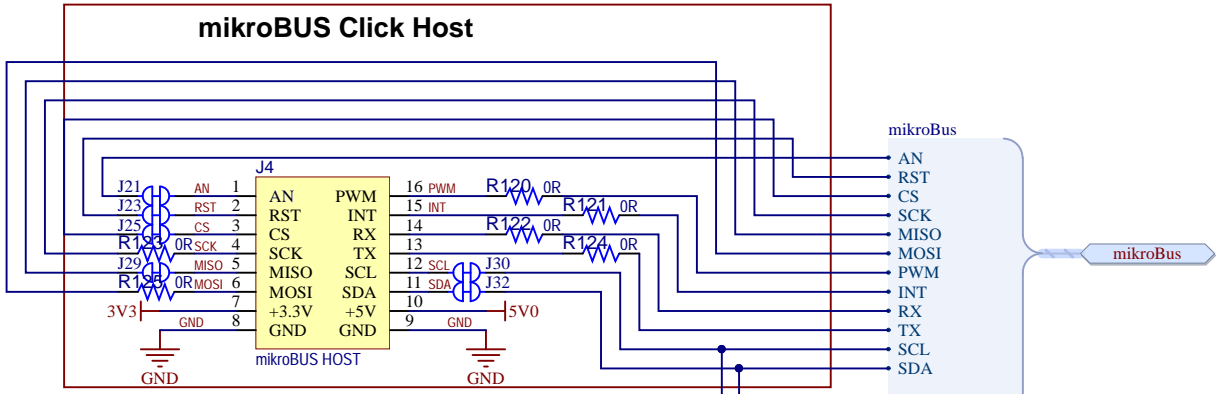 mikroBUS Click Host
mikroBus
J4
AN
RST
CS
SCK
MISO
MOSI
PWM
INT
RX
TX
SCL
SDA
mikroBus
J21 AN 1 AN PWM 16 PWM R120 0R
J23 RST 2 RST INT 15 INT R121 0R
J25 CS 3 CS RX 14 R122 0R
R123 0R SCK 4 SCK TX 13 R124 0R
J29 MISO 5 MISO SCL 12 SCL J30
R125 0R MOSI 6 MOSI SDA 11 SDA J32
3V3 7 +3.3V +5V 10 5V0
GND 8 GND GND 9 GND
mikroBUS HOST
GND GND